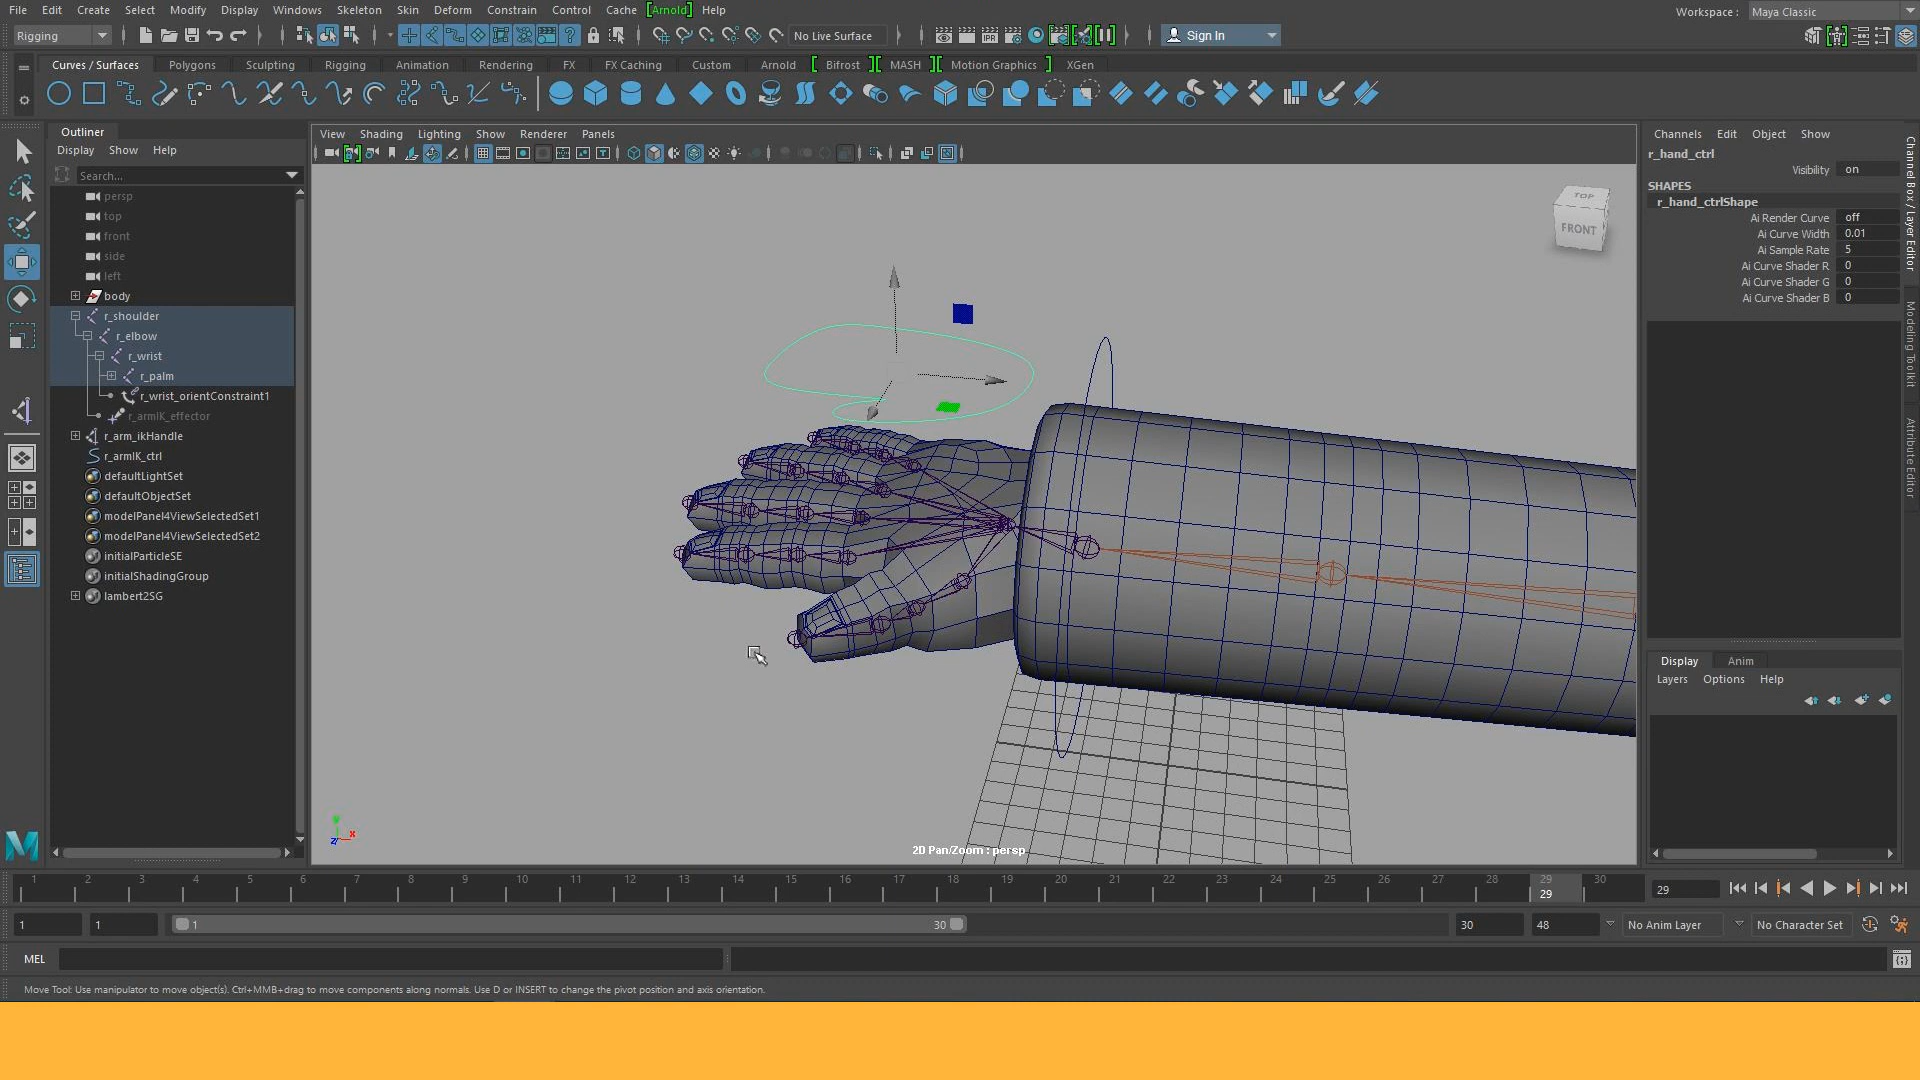 File Edit Create Select Modify Display Windows Skeleton Skin Deform Constrain Control Cache [Arnold] Help
Workspace : Maya Classic
Rigging
No Live Surface
Sign In
Curves / Surfaces Polygons Sculpting Rigging Animation Rendering FX FX Caching Custom Arnold Bifrost MASH Motion Graphics XGen
Outliner
Display Show Help
Search...
persp
top
front
side
left
body
r_shoulder
r_elbow
r_wrist
r_palm
r_wrist_orientConstraint1
r_armIK_effector
r_arm_ikHandle
r_armIK_ctrl
defaultLightSet
defaultObjectSet
modelPanel4ViewSelectedSet1
modelPanel4ViewSelectedSet2
initialParticleSE
initialShadingGroup
lambert2SG
View Shading Lighting Show Renderer Panels
TOP
FRONT
y
x
z
2D Pan/Zoom : persp
Channels Edit Object Show
r_hand_ctrl
Visibility on
SHAPES
r_hand_ctrlShape
Ai Render Curve off
Ai Curve Width 0.01
Ai Sample Rate 5
Ai Curve Shader R 0
Ai Curve Shader G 0
Ai Curve Shader B 0
Channel Box / Layer Editor
Modeling Toolkit
Attribute Editor
Display Anim
Layers Options Help
1 2 3 4 5 6 7 8 9 10 11 12 13 14 15 16 17 18 19 20 21 22 23 24 25 26 27 28 29 30
29
29
1 1 1 30 30 48 No Anim Layer No Character Set
MEL
Move Tool: Use manipulator to move object(s). Ctrl+MMB+drag to move components along normals. Use D or INSERT to change the pivot position and axis orientation.